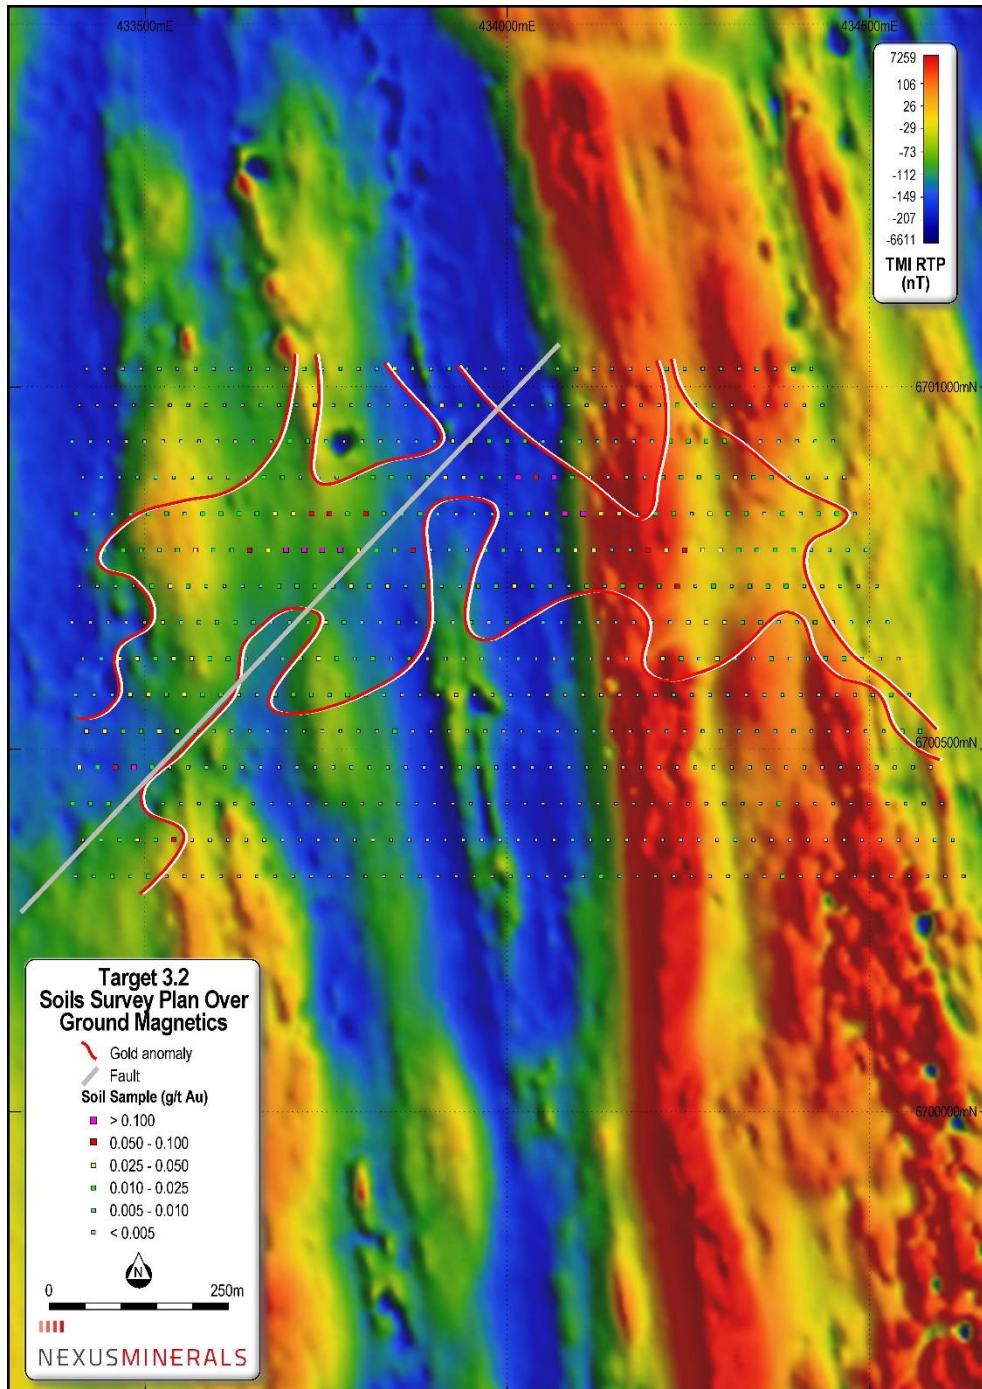 433500mE
434000mE
434500mE
7259
106
26
-29
-73
-112
-149
-207
-6611
TMI RTP
(nT)
6701000mN
6700500mN
6700000mN
Target 3.2
Soils Survey Plan Over
Ground Magnetics
Gold anomaly
Fault
Soil Sample (g/t Au)
> 0.100
0.050 - 0.100
0.025 - 0.050
0.010 - 0.025
0.005 - 0.010
< 0.005
N
0 250m
NEXUSMINERALS